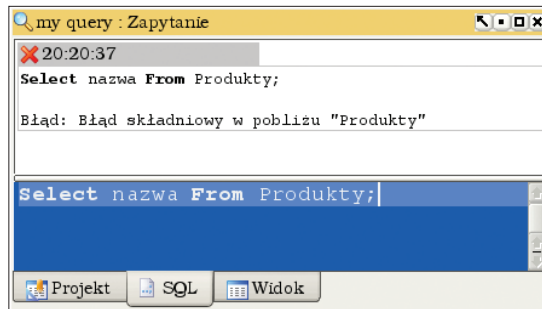 my query : Zapytanie
20:20:37
Select nazwa From Produkty;
Błąd: Błąd składniowy w pobliżu "Produkty"
Select nazwa From Produkty;
Projekt SQL Widok